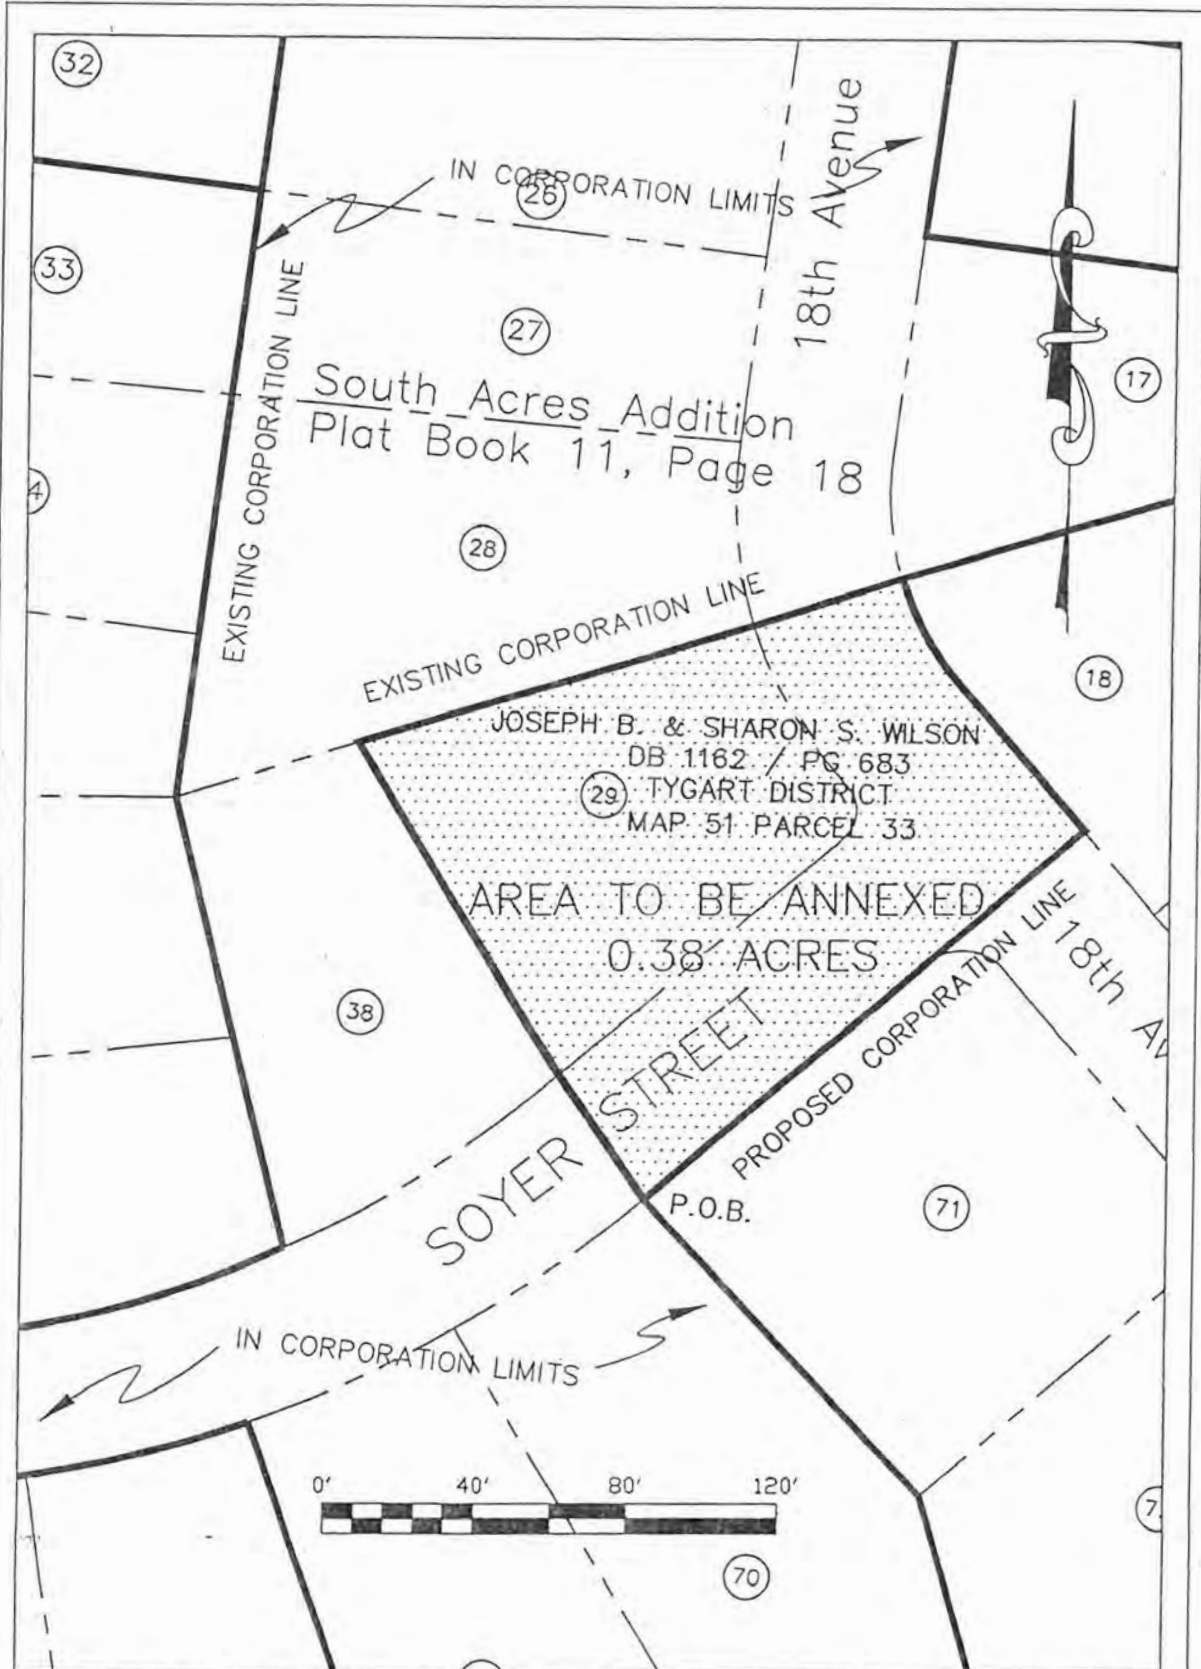 32
IN CORPORATION LIMITS
26
18th Avenue
33
EXISTING CORPORATION LINE
27
17
South Acres Addition
Plat Book 11, Page 18
4
28
EXISTING CORPORATION LINE
18
JOSEPH B. & SHARON S. WILSON
DB 1162 / PG 683
29
TYGART DISTRICT
MAP 51 PARCEL 33
AREA TO BE ANNEXED
0.38 ACRES
38
SOYER STREET
PROPOSED CORPORATION LINE
18th Av
P.O.B.
71
IN CORPORATION LIMITS
0' 40' 80' 120'
7
70